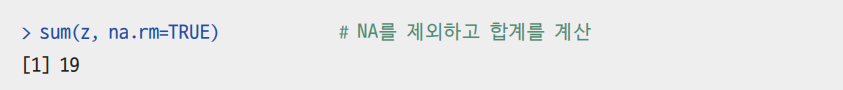 > sum(z, na.rm=TRUE) # NA를 제외하고 합계를 계산
[1] 19